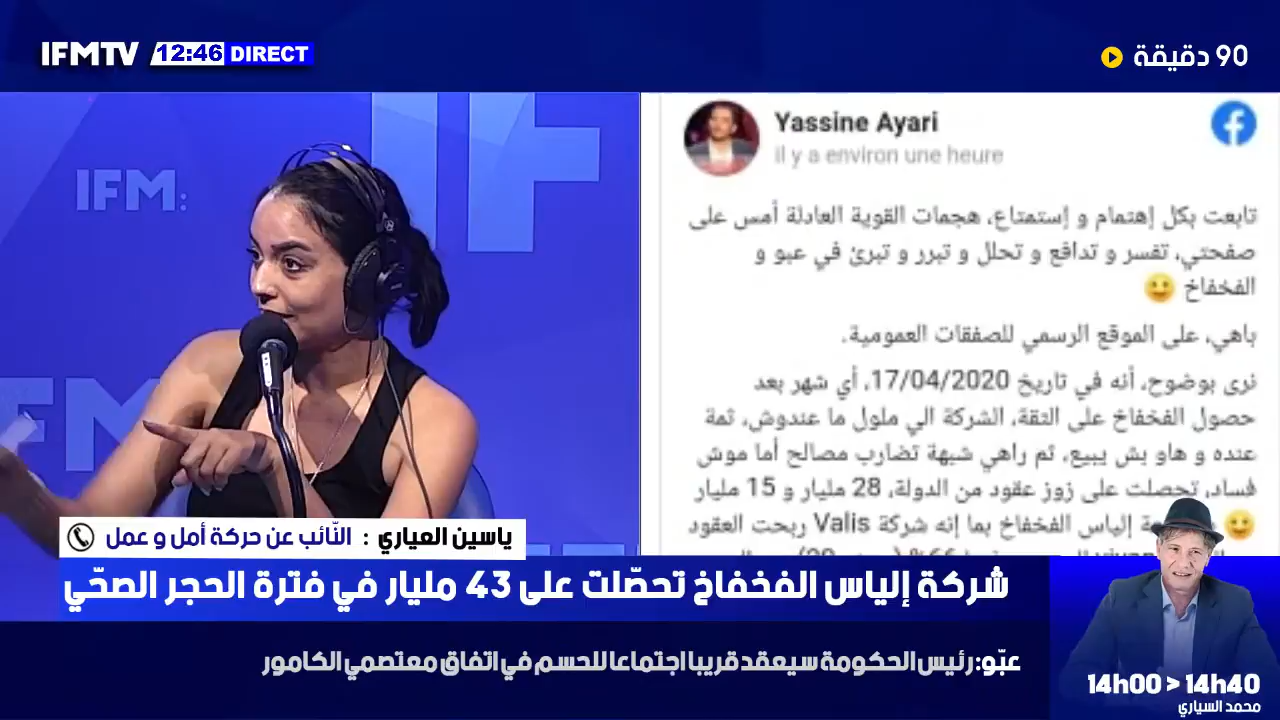 IFMTV 12:46 DIRECT
90 دقيقة
IFM:
Yassine Ayari
il y a environ une heure
تابعت بكل إهتمام و إستمتاع، هجمات القوية العادلة أمس على
صفحتي، تفسر و تدافع و تحلل و تبرر و تبرئ في عبو و
الفخفاخ
باهي، على الموقع الرسمي للصفقات العمومية.
نرى بوضوح، أنه في تاريخ 17/04/2020، أي شهر بعد
حصول الفخفاخ على الثقة، الشركة الي ملول ما عندوش، ثمة
عنده و هاو بش يبيع، ثم راهي شبهة تضارب مصالح أما موش
فساد، تحصلت على زوز عقود من الدولة، 28 مليار و 15 مليار
إلياس الفخفاخ بما إنه شركة Valis ربحت العقود
ياسين العياري : النّائب عن حركة أمل و عمل
شركة إلياس الفخفاخ تحصّلت على 43 مليار في فترة الحجر الصحّي
عبّو: رئيس الحكومة سيعقد قريبا اجتماعا للحسم في اتفاق معتصمي الكامور
14h00 > 14h40
محمد السياري